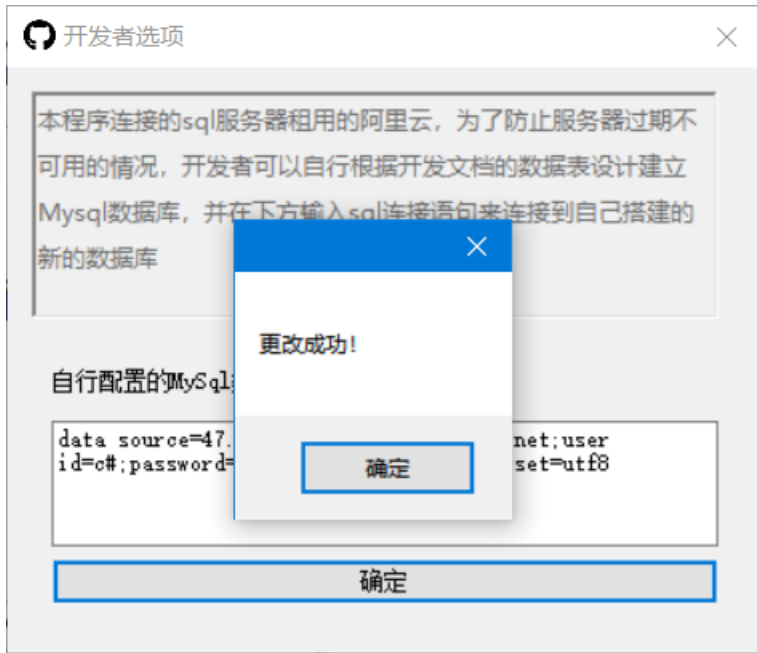 开发者选项
本程序连接的sql服务器租用的阿里云，为了防止服务器过期不
可用的情况，开发者可以自行根据开发文档的数据表设计建立
Mysql数据库，并在下方输入sql连接语句来连接到自己搭建的
新的数据库
更改成功!
确定
自行配置的MySql
data source=47. net;user
id=c#;password= set=utf8
确定